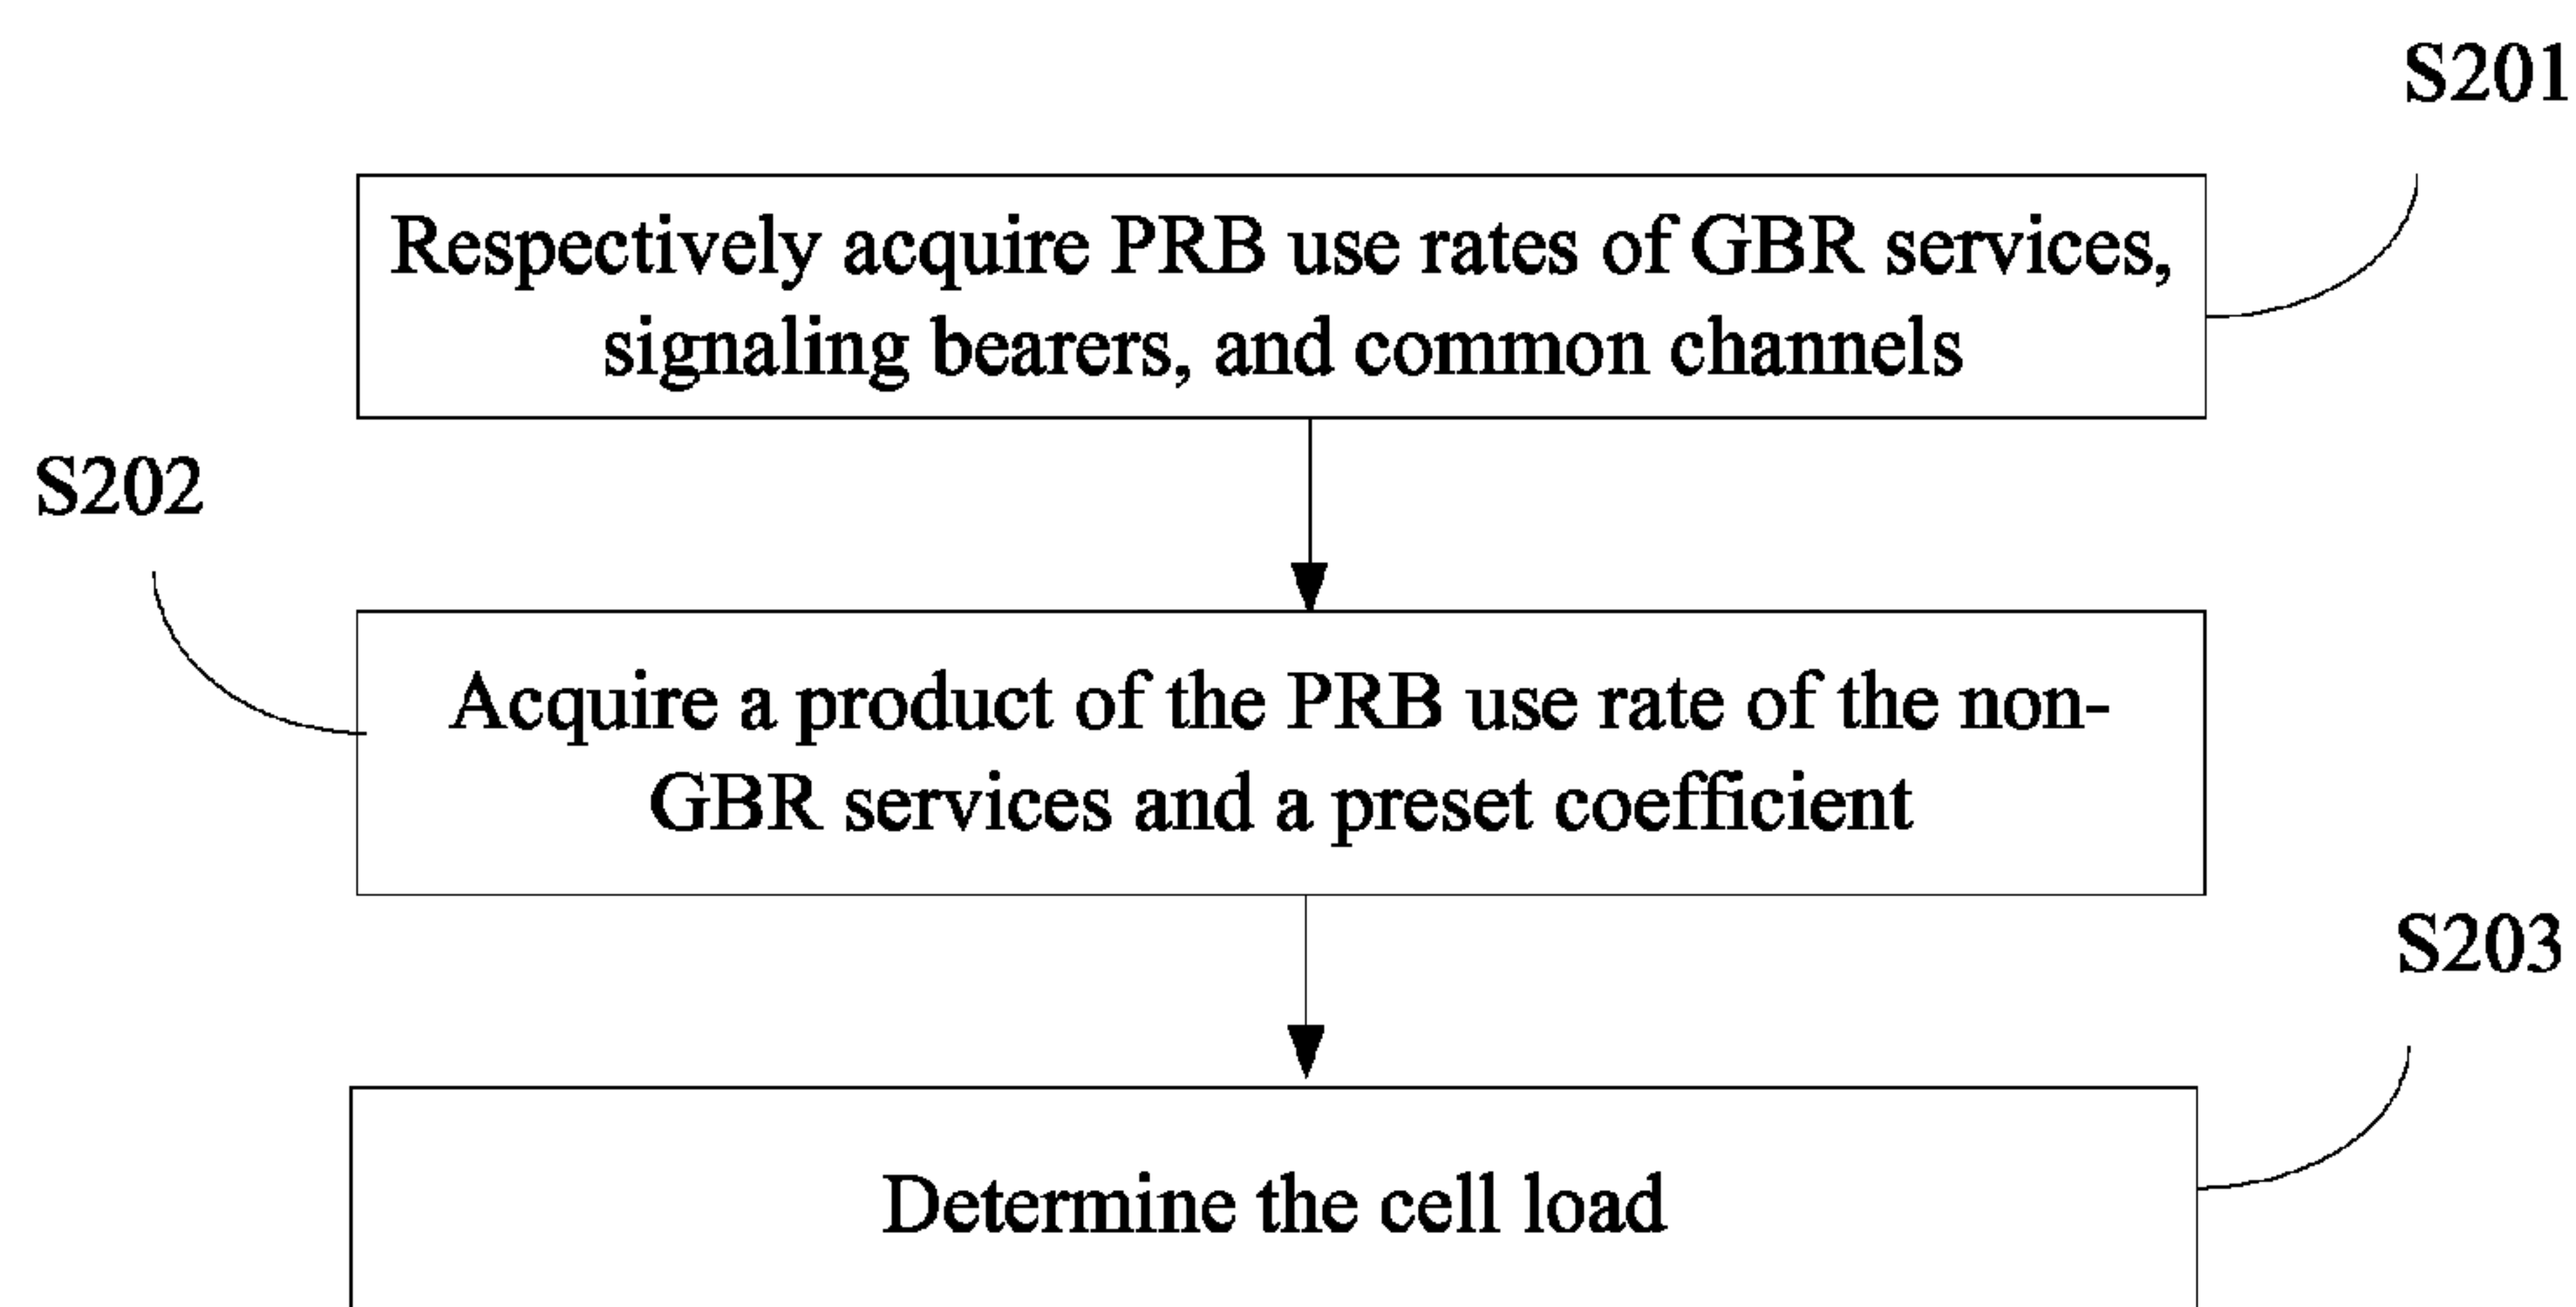 S201
Respectively acquire PRB use rates of GBR services,
signaling bearers, and common channels
S202
Acquire a product of the PRB use rate of the non-
GBR services and a preset coefficient
S203
Determine the cell load